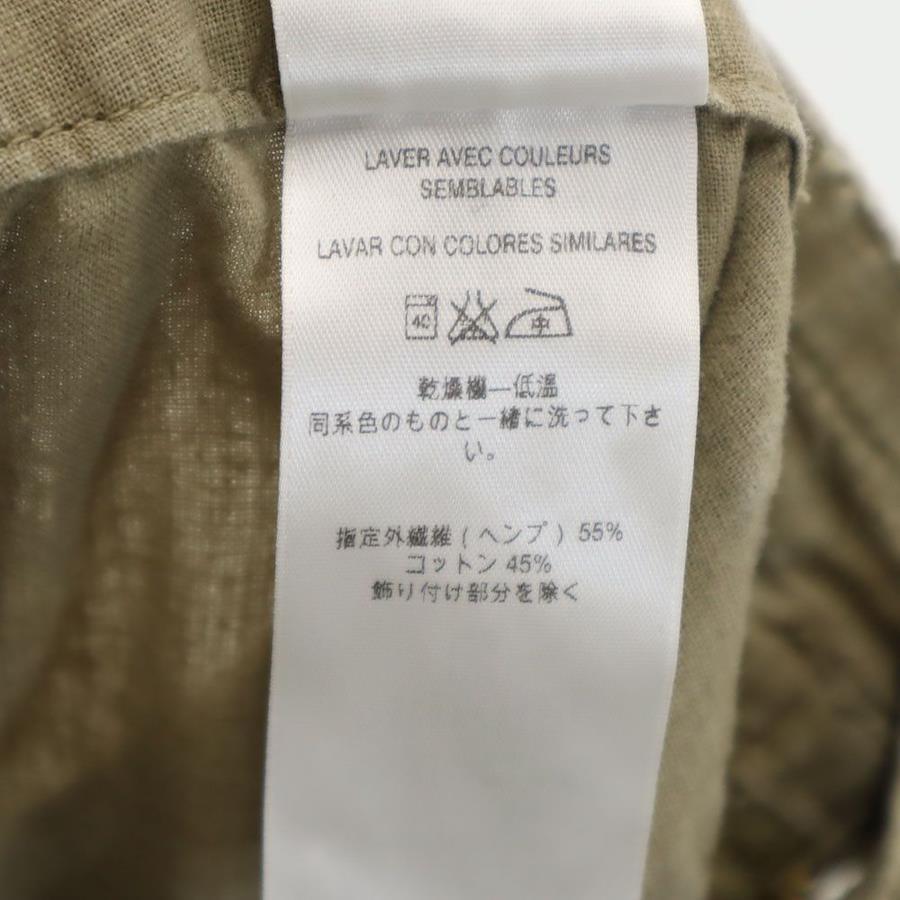 LAVER AVEC COULEURS
SEMBLABLES
LAVAR CON COLORES SIMILARES
40 中
乾燥機—低温
同系色のものと一緒に洗って下さ
い。
指定外繊維(ヘンプ) 55%
コットン 45%
飾り付け部分を除く